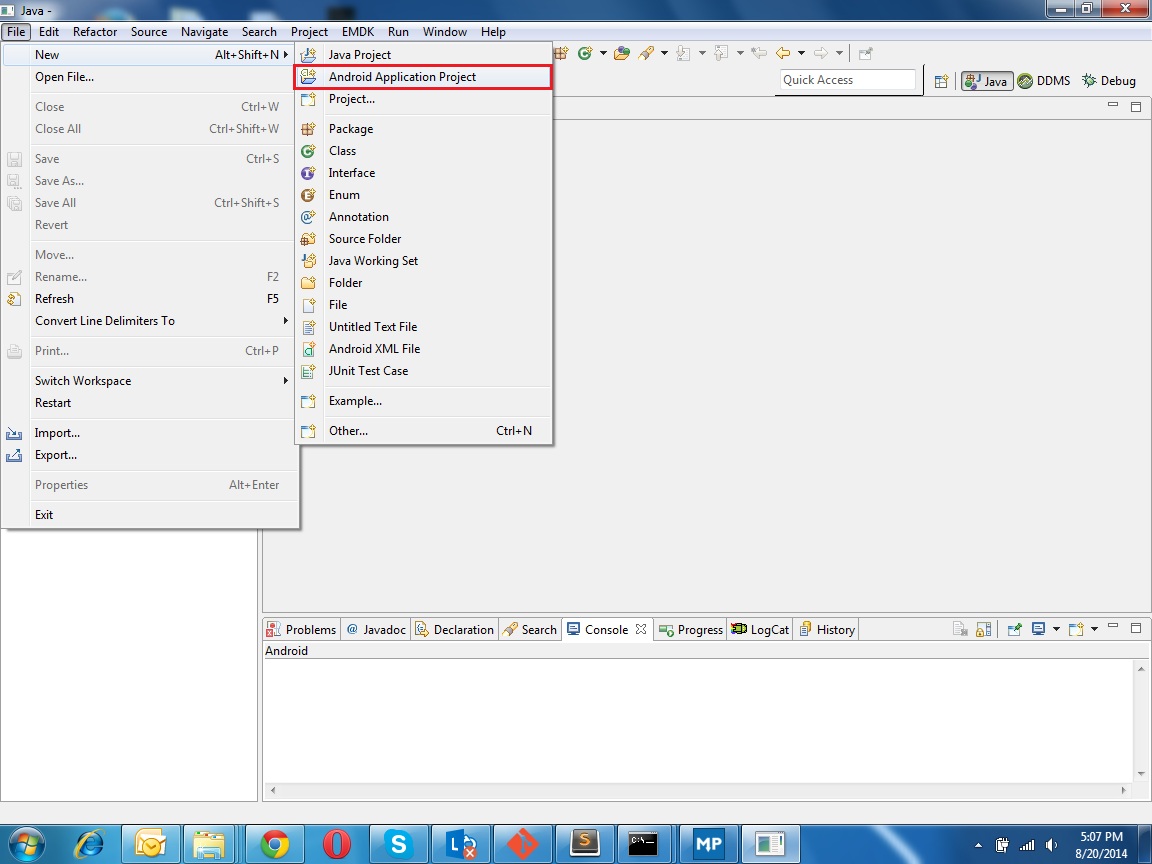 Java -
File Edit Refactor Source Navigate Search Project EMDK Run Window Help
New Alt+Shift+N
Open File...
Close Ctrl+W
Close All Ctrl+Shift+W
Save Ctrl+S
Save As...
Save All Ctrl+Shift+S
Revert
Move...
Rename... F2
Refresh F5
Convert Line Delimiters To
Print... Ctrl+P
Switch Workspace
Restart
Import...
Export...
Properties Alt+Enter
Exit
Java Project
Android Application Project
Project...
Package
Class
Interface
Enum
Annotation
Source Folder
Java Working Set
Folder
File
Untitled Text File
Android XML File
JUnit Test Case
Example...
Other... Ctrl+N
Quick Access
Java DDMS Debug
Problems @ Javadoc Declaration Search Console Progress LogCat History
Android
C:\_
MP
5:07 PM
8/20/2014